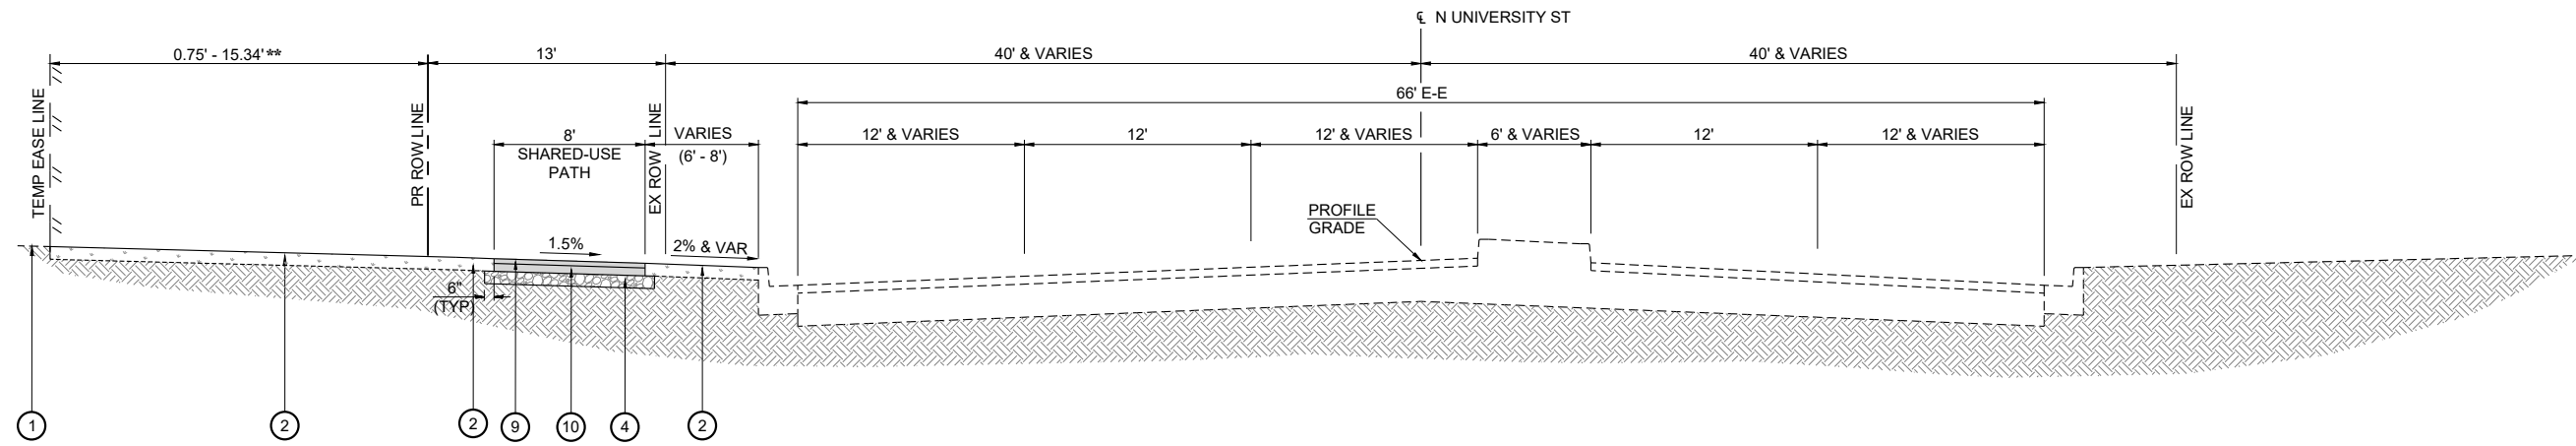 ℄ N UNIVERSITY ST
0.75' - 15.34'**
13'
40' & VARIES
40' & VARIES
66' E-E
TEMP EASE LINE
PR ROW LINE
8'
SHARED-USE
PATH
EX ROW LINE
VARIES
(6' - 8')
12' & VARIES
12'
12' & VARIES
6' & VARIES
12'
12' & VARIES
EX ROW LINE
PROFILE
GRADE
1.5%
2% & VAR
6"
(TYP)
1
2
2
9
10
4
2